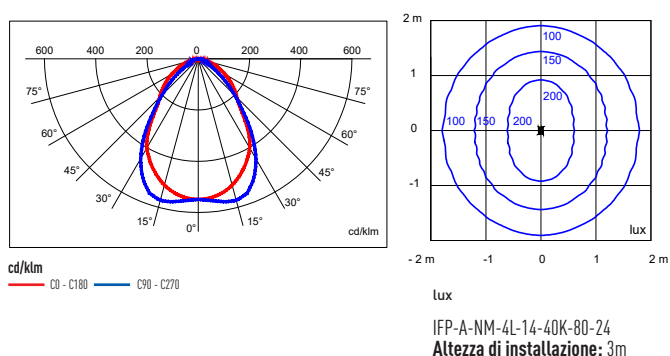 600 400 200 0 200 400 600
75° 75°
60° 60°
45° 45°
30° 30°
15° 0° 15°
cd/klm
cd/klm
C0 - C180 C90 - C270
2 m
1
0
-1
- 2 m -1 0 1 2 m
100
150
200
100 150 200
lux
lux
IFP-A-NM-4L-14-40K-80-24
Altezza di installazione: 3m